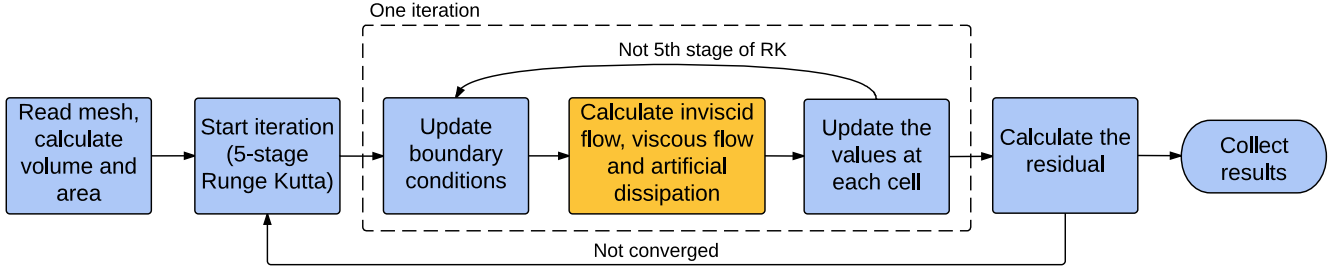 One iteration
Not 5th stage of RK
Read mesh,
calculate
volume and
area
Start iteration
(5-stage
Runge Kutta)
Update
boundary
conditions
Calculate inviscid
flow, viscous flow
and artificial
dissipation
Update the
values at
each cell
Calculate the
residual
Collect
results
Not converged